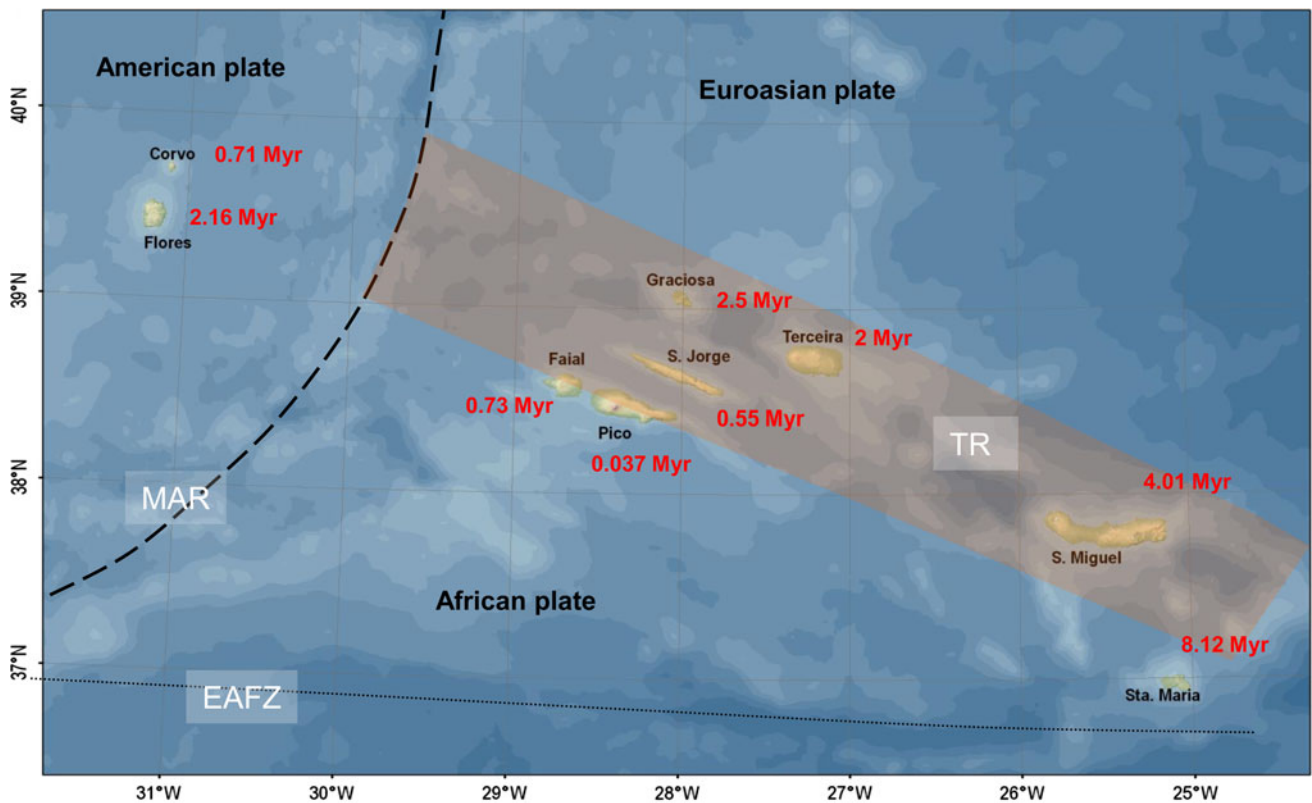 American plate
Euroasian plate
40°N
Corvo
0.71 Myr
2.16 Myr
Flores
39°N
Graciosa
2.5 Myr
Terceira
2 Myr
S. Jorge
Faial
0.73 Myr
0.55 Myr
Pico
0.037 Myr
TR
38°N
4.01 Myr
MAR
S. Miguel
African plate
8.12 Myr
37°N
EAFZ
Sta. Maria
31°W
30°W
29°W
28°W
27°W
26°W
25°W